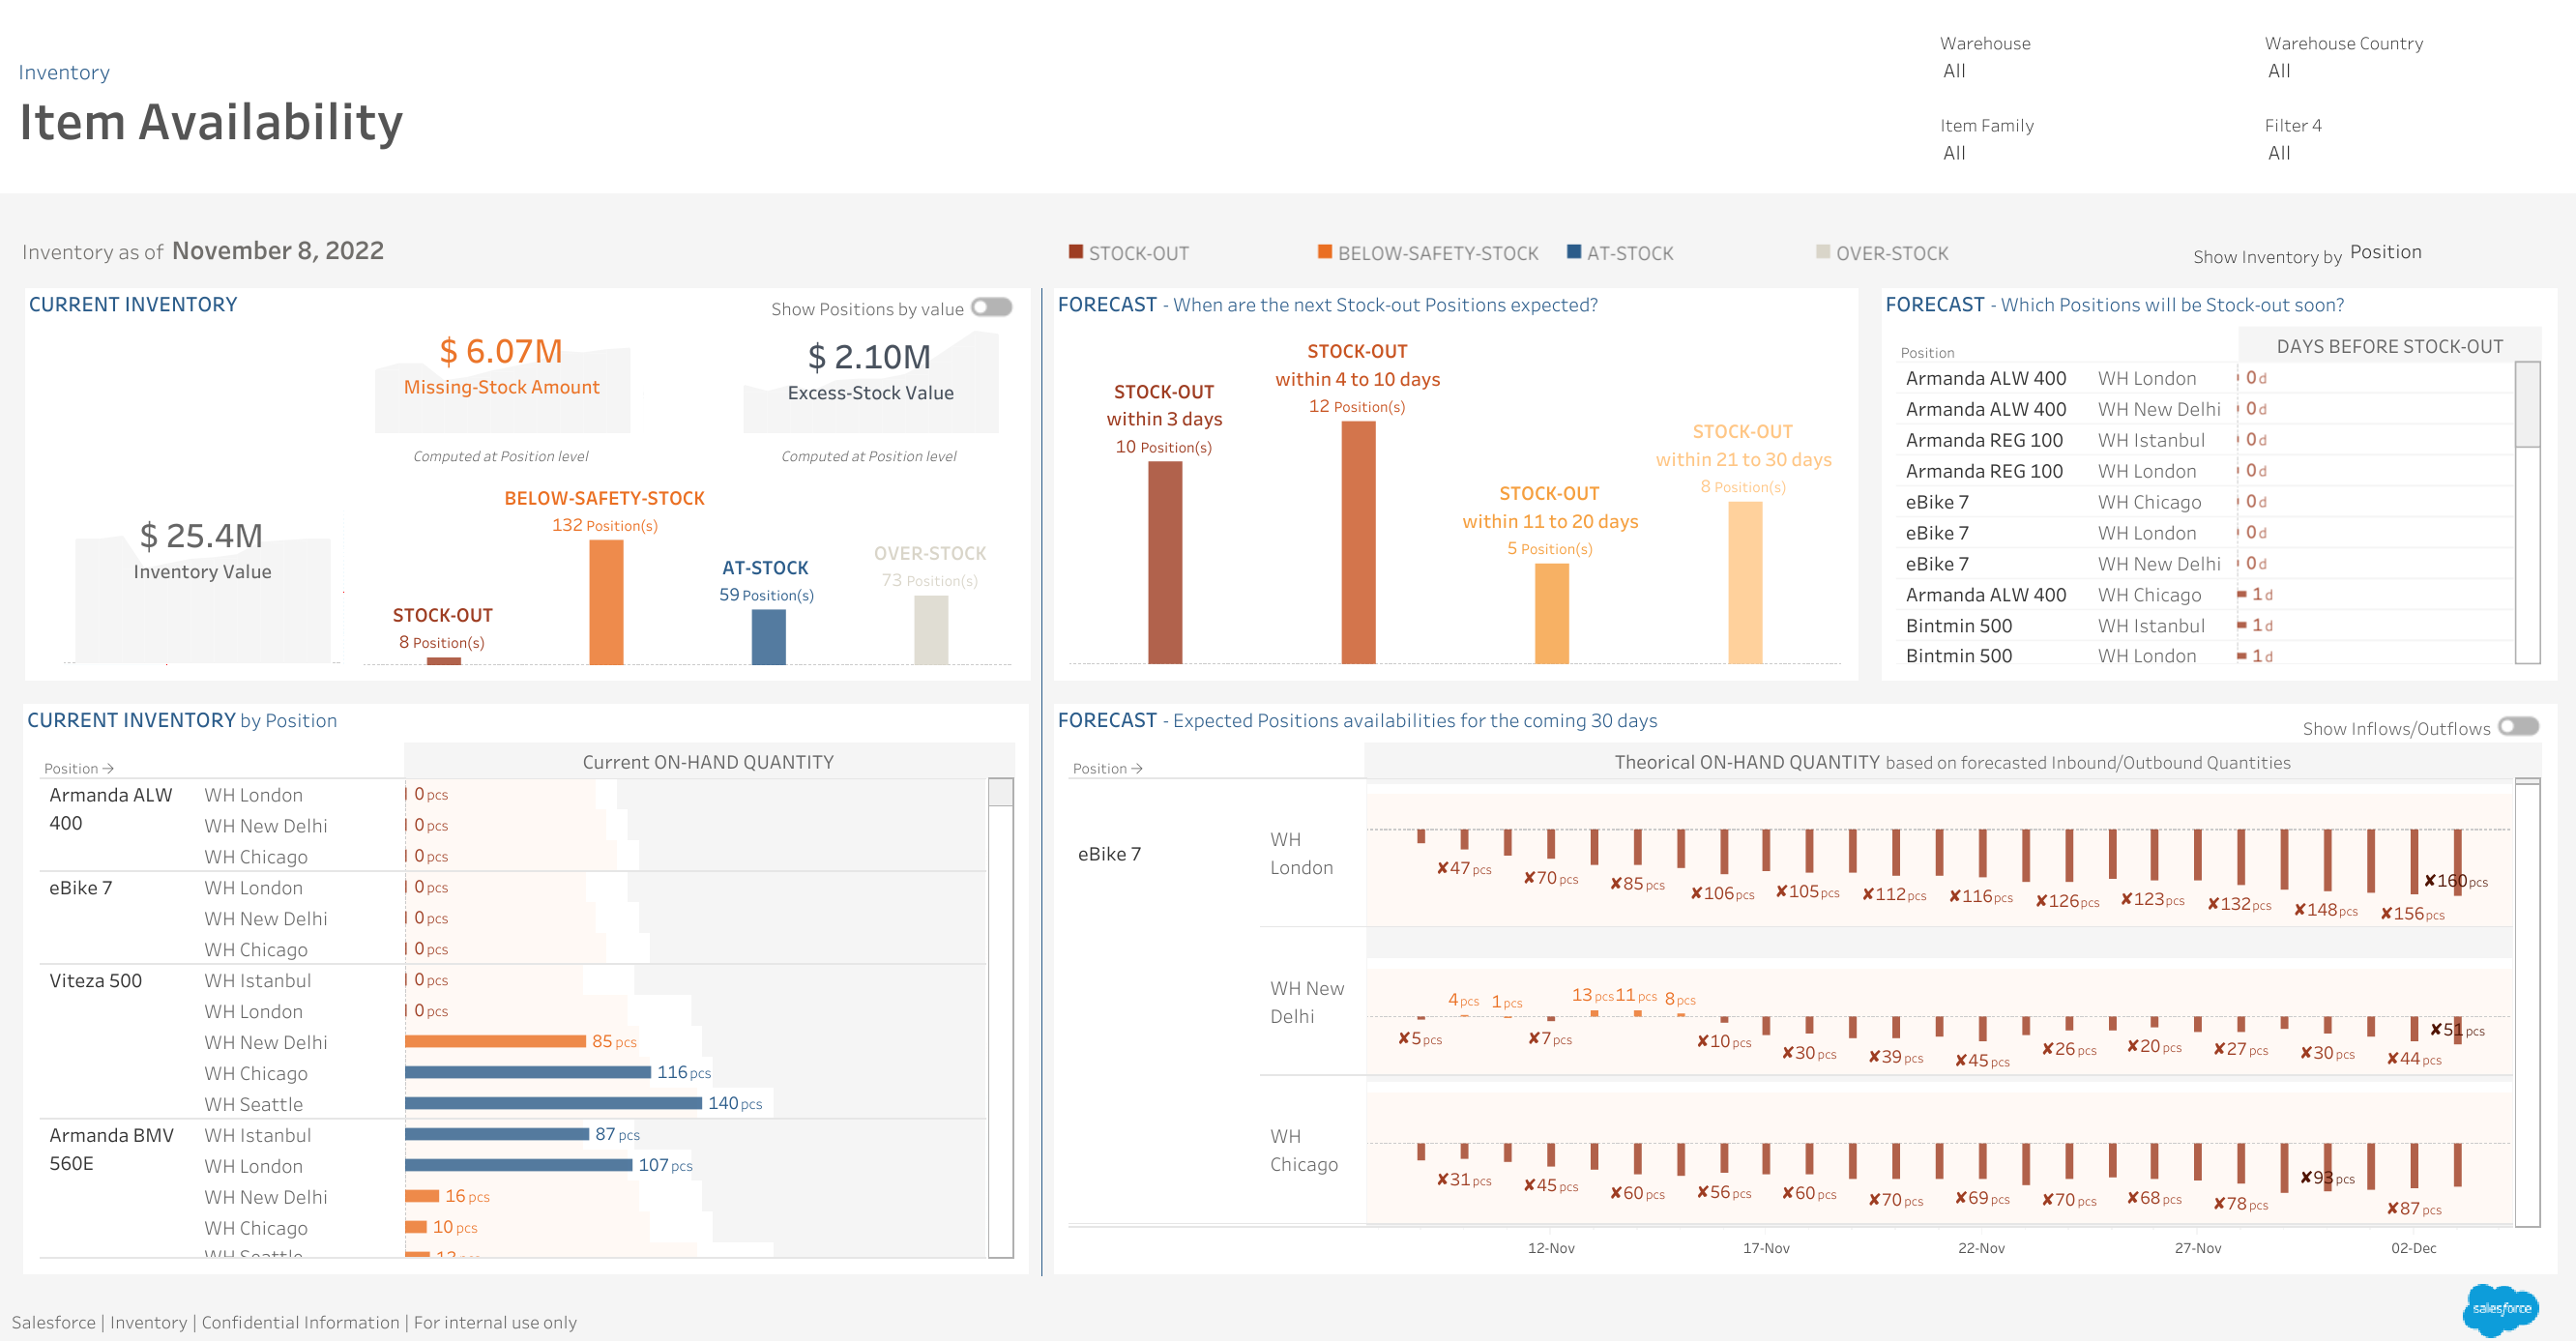 Inventory
Item Availability
Warehouse
All
Warehouse Country
All
Item Family
All
Filter 4
All
Inventory as of November 8, 2022
STOCK-OUT
BELOW-SAFETY-STOCK
AT-STOCK
OVER-STOCK
Show Inventory by Position
CURRENT INVENTORY
Show Positions by value
$ 6.07M
Missing-Stock Amount
Computed at Position level
$ 2.10M
Excess-Stock Value
Computed at Position level
$ 25.4M
Inventory Value
STOCK-OUT
8 Position(s)
BELOW-SAFETY-STOCK
132 Position(s)
AT-STOCK
59 Position(s)
OVER-STOCK
73 Position(s)
FORECAST - When are the next Stock-out Positions expected?
STOCK-OUT
within 3 days
10 Position(s)
STOCK-OUT
within 4 to 10 days
12 Position(s)
STOCK-OUT
within 11 to 20 days
5 Position(s)
STOCK-OUT
within 21 to 30 days
8 Position(s)
FORECAST - Which Positions will be Stock-out soon?
Position
DAYS BEFORE STOCK-OUT
Armanda ALW 400 WH London 0 d
Armanda ALW 400 WH New Delhi 0 d
Armanda REG 100 WH Istanbul 0 d
Armanda REG 100 WH London 0 d
eBike 7 WH Chicago 0 d
eBike 7 WH London 0 d
eBike 7 WH New Delhi 0 d
Armanda ALW 400 WH Chicago 1 d
Bintmin 500 WH Istanbul 1 d
Bintmin 500 WH London 1 d
CURRENT INVENTORY by Position
Position →
Current ON-HAND QUANTITY
Armanda ALW
400
WH London 0 pcs
WH New Delhi 0 pcs
WH Chicago 0 pcs
eBike 7
WH London 0 pcs
WH New Delhi 0 pcs
WH Chicago 0 pcs
Viteza 500
WH Istanbul 0 pcs
WH London 0 pcs
WH New Delhi 85 pcs
WH Chicago 116 pcs
WH Seattle 140 pcs
Armanda BMV
560E
WH Istanbul 87 pcs
WH London 107 pcs
WH New Delhi 16 pcs
WH Chicago 10 pcs
WH Seattle
FORECAST - Expected Positions availabilities for the coming 30 days
Show Inflows/Outflows
Position →
Theorical ON-HAND QUANTITY based on forecasted Inbound/Outbound Quantities
eBike 7
WH
London
✘47 pcs ✘70 pcs ✘85 pcs ✘106 pcs ✘105 pcs ✘112 pcs ✘116 pcs ✘126 pcs ✘123 pcs ✘132 pcs ✘148 pcs ✘156 pcs ✘160 pcs
WH New
Delhi
4 pcs 1 pcs 13 pcs 11 pcs 8 pcs
✘5 pcs ✘7 pcs ✘10 pcs ✘30 pcs ✘39 pcs ✘45 pcs ✘26 pcs ✘20 pcs ✘27 pcs ✘30 pcs ✘44 pcs ✘51 pcs
WH
Chicago
✘31 pcs ✘45 pcs ✘60 pcs ✘56 pcs ✘60 pcs ✘70 pcs ✘69 pcs ✘70 pcs ✘68 pcs ✘78 pcs ✘93 pcs ✘87 pcs
12-Nov 17-Nov 22-Nov 27-Nov 02-Dec
Salesforce | Inventory | Confidential Information | For internal use only
salesforce